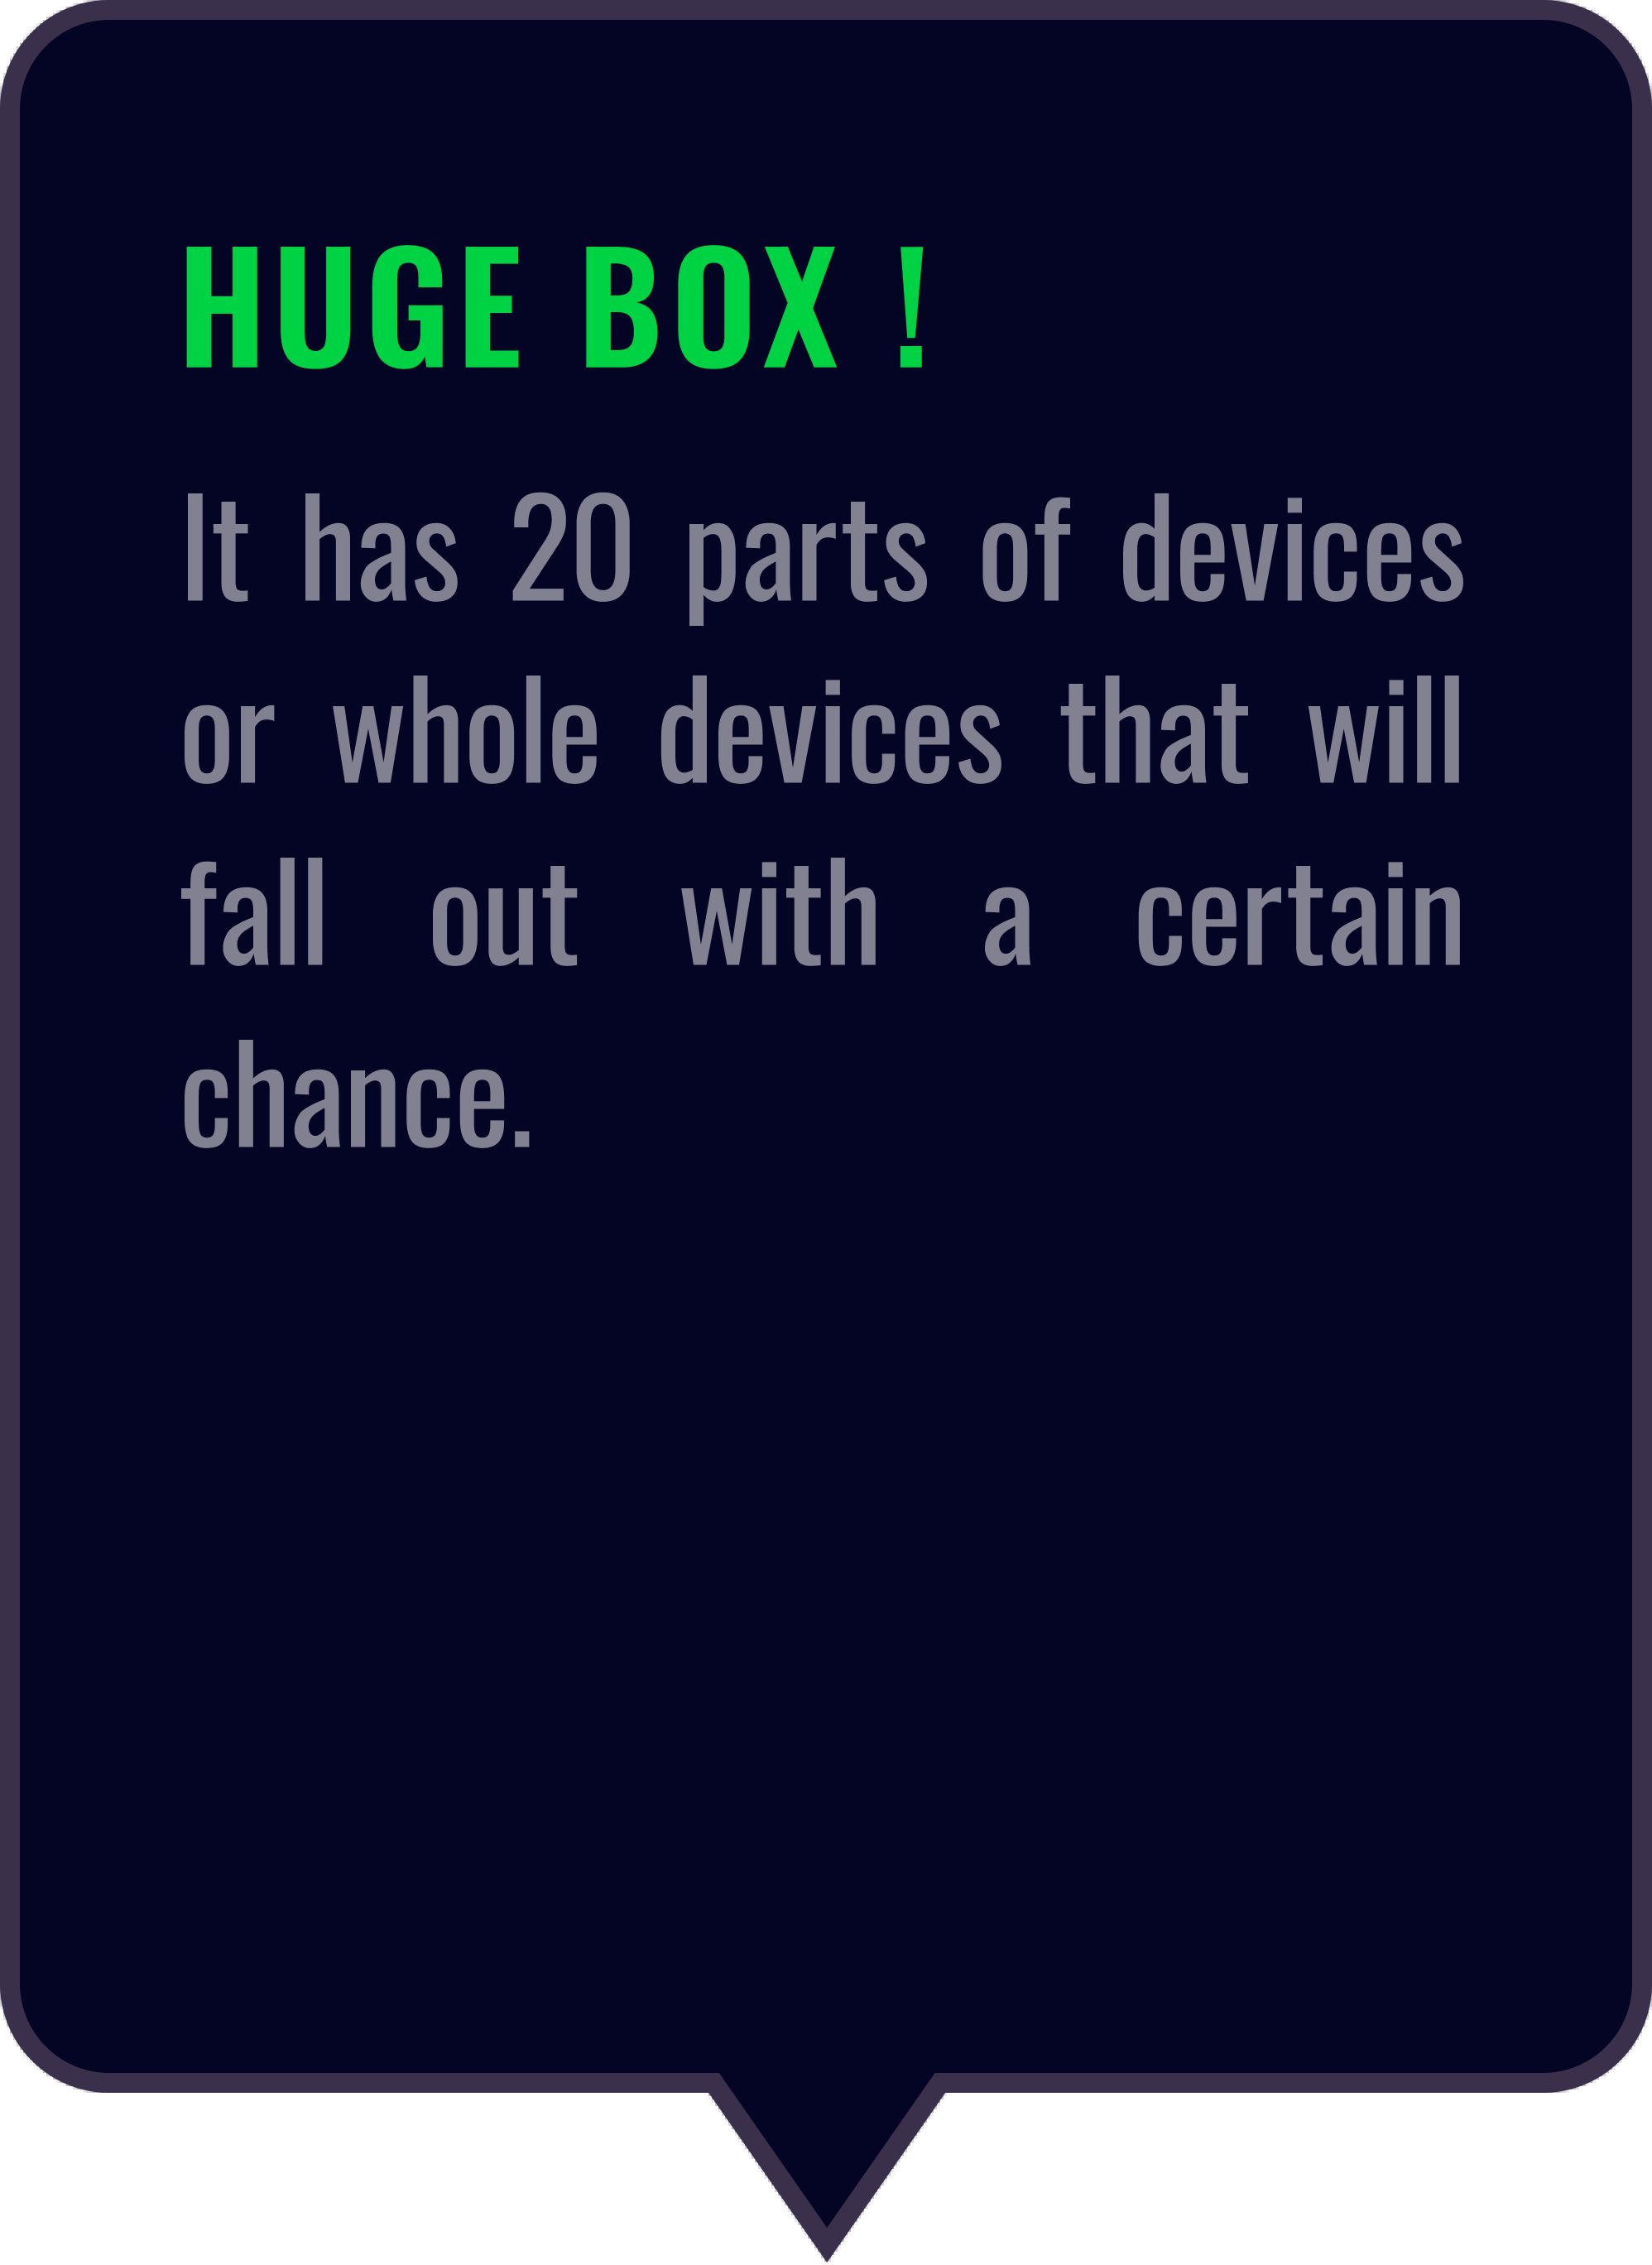 HUGE BOX !
It has 20 parts of devices
or whole devices that will
fall out with a certain
chance.